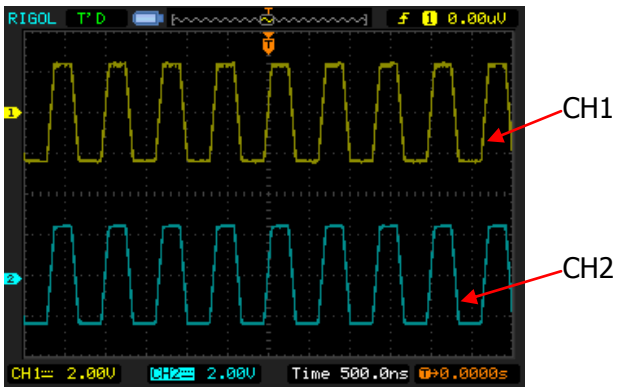 RIGOL T'D T f 1 0.00uV
T
1
CH1
2
CH2
CH1 2.00V CH2 2.00V Time 500.0ns T→0.0000s